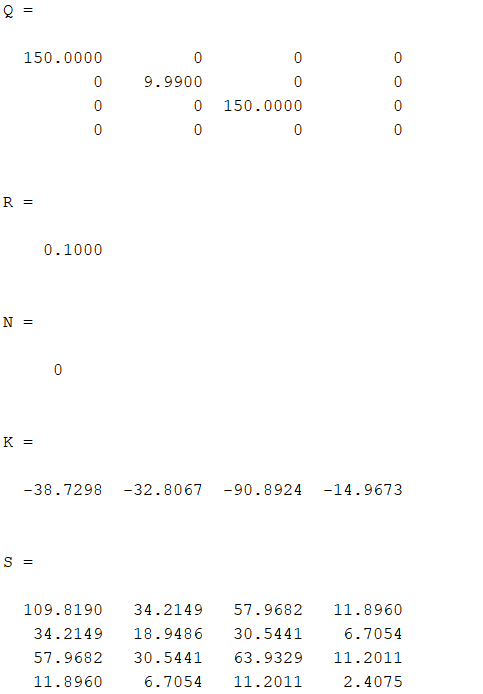 Q =
150.0000 0 0 0
0 9.9900 0 0
0 0 150.0000 0
0 0 0 0
R =
0.1000
N =
0
K =
-38.7298 -32.8067 -90.8924 -14.9673
S =
109.8190 34.2149 57.9682 11.8960
34.2149 18.9486 30.5441 6.7054
57.9682 30.5441 63.9329 11.2011
11.8960 6.7054 11.2011 2.4075